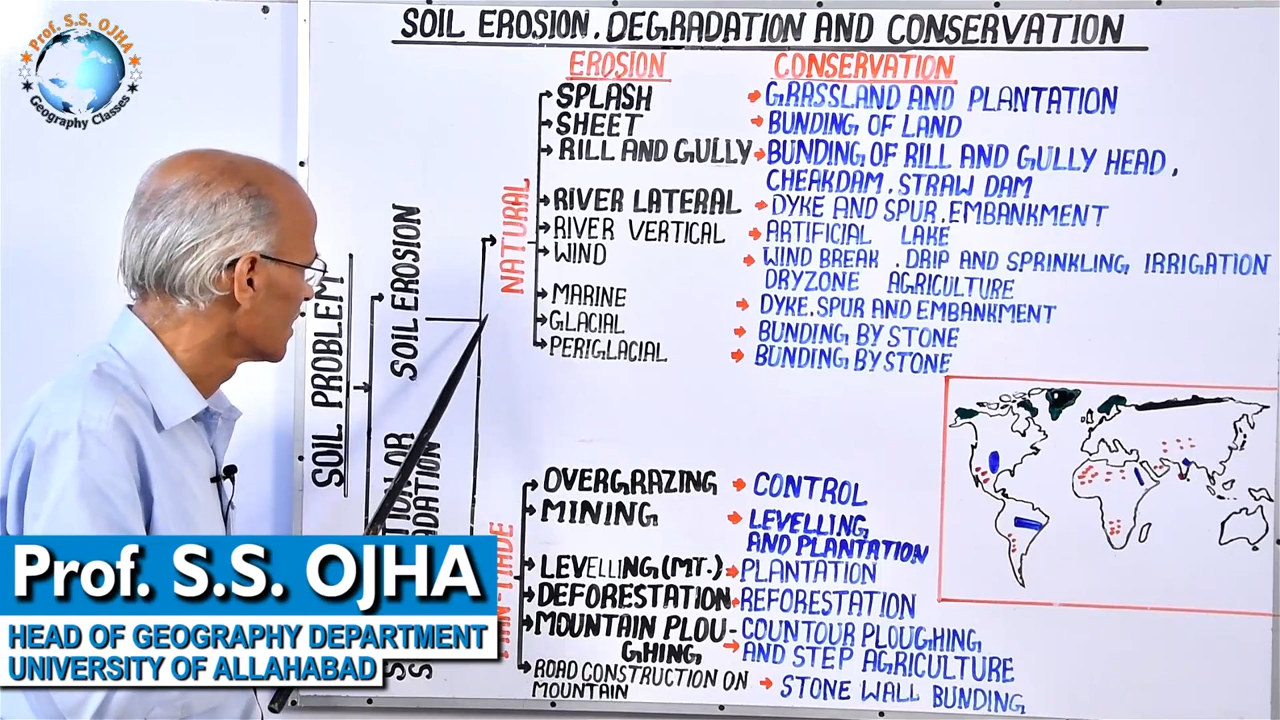 Prof. S.S. OJHA
Geography Classes
SOIL EROSION. DEGRADATION AND CONSERVATION
EROSION
CONSERVATION
SOIL PROBLEM
SOIL EROSION
NATURAL
SPLASH → GRASSLAND AND PLANTATION
SHEET → BUNDING OF LAND
RILL AND GULLY → BUNDING OF RILL AND GULLY HEAD,
CHEAKDAM. STRAW DAM
RIVER LATERAL → DYKE AND SPUR. EMBANKMENT
RIVER VERTICAL → ARTIFICIAL LAKE
WIND → WIND BREAK . DRIP AND SPRINKLING IRRIGATION
DRYZONE AGRICULTURE
MARINE → DYKE. SPUR AND EMBANKMENT
GLACIAL → BUNDING BY STONE
PERIGLACIAL → BUNDING BY STONE
OVERGRAZING → CONTROL
MINING → LEVELLING
AND PLANTATION
LEVELLING (MT.) → PLANTATION
DEFORESTATION → REFORESTATION
MOUNTAIN PLOU- → COUNTOUR PLOUGHING
GHING AND STEP AGRICULTURE
ROAD CONSTRUCTION ON
MOUNTAIN → STONE WALL BUNDING
Prof. S.S. OJHA
HEAD OF GEOGRAPHY DEPARTMENT
UNIVERSITY OF ALLAHABAD